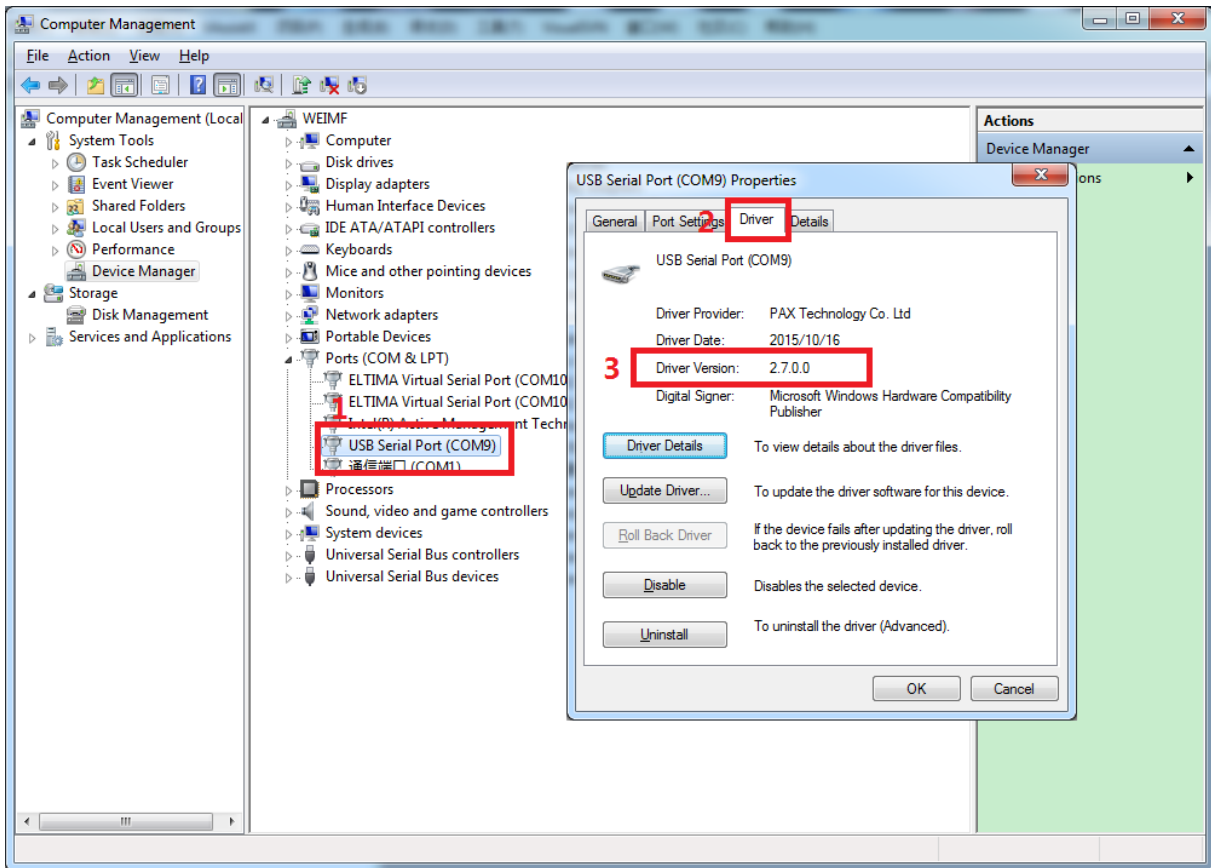 Computer Management
File Action View Help
Computer Management (Local
System Tools
Task Scheduler
Event Viewer
Shared Folders
Local Users and Groups
Performance
Device Manager
Storage
Disk Management
Services and Applications
WEIMF
Computer
Disk drives
Display adapters
Human Interface Devices
IDE ATA/ATAPI controllers
Keyboards
Mice and other pointing devices
Monitors
Network adapters
Portable Devices
Ports (COM & LPT)
ELTIMA Virtual Serial Port (COM10
ELTIMA Virtual Serial Port (COM10
1
Intel(R) Active Management Techn
USB Serial Port (COM9)
通信端口 (COM1)
Processors
Sound, video and game controllers
System devices
Universal Serial Bus controllers
Universal Serial Bus devices
Actions
Device Manager
ons
USB Serial Port (COM9) Properties
General Port Settings 2 Driver Details
USB Serial Port (COM9)
Driver Provider: PAX Technology Co. Ltd
Driver Date: 2015/10/16
3 Driver Version: 2.7.0.0
Digital Signer: Microsoft Windows Hardware Compatibility
Publisher
Driver Details To view details about the driver files.
Update Driver... To update the driver software for this device.
Roll Back Driver If the device fails after updating the driver, roll
back to the previously installed driver.
Disable Disables the selected device.
Uninstall To uninstall the driver (Advanced).
OK Cancel